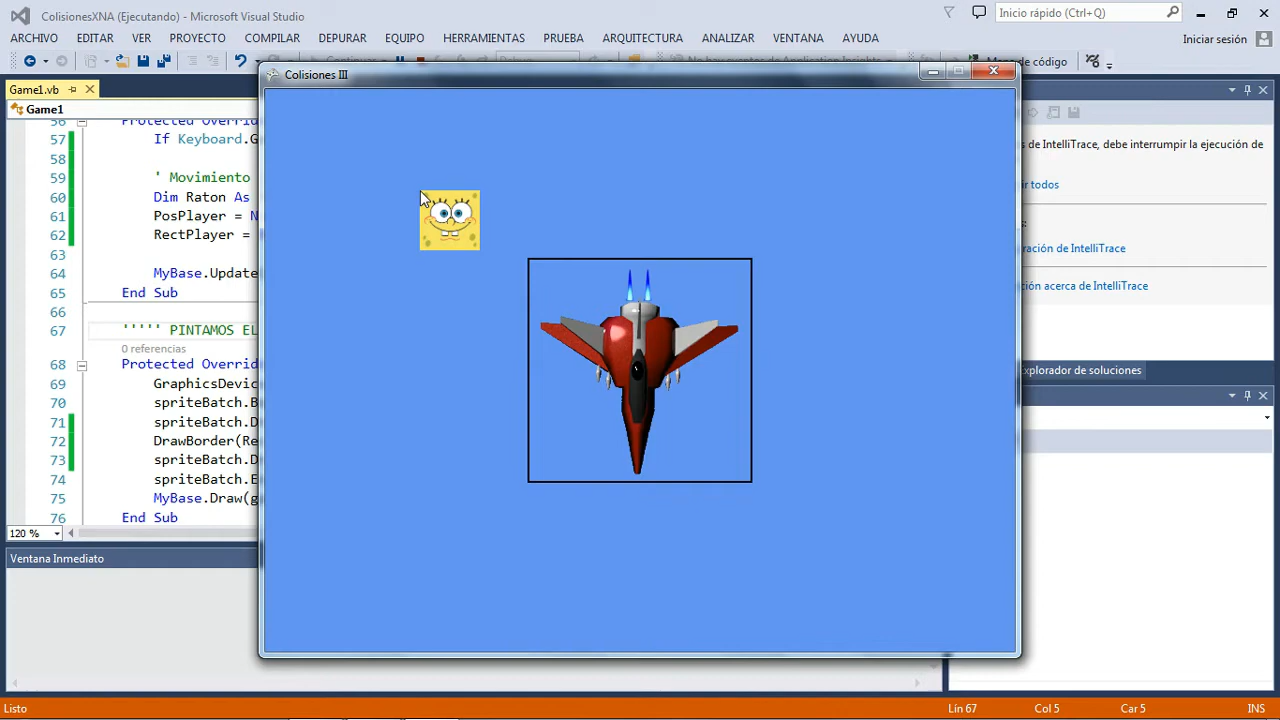 ColisionesXNA (Ejecutando) - Microsoft Visual Studio
Inicio rápido (Ctrl+Q)
ARCHIVO EDITAR VER PROYECTO COMPILAR DEPURAR EQUIPO HERRAMIENTAS PRUEBA ARQUITECTURA ANALIZAR VENTANA AYUDA
Iniciar sesión
de código
Colisiones III
Game1.vb
Game1
56 Protected Overrid
57 If Keyboard.G
58
59 ' Movimiento
60 Dim Raton As
61 PosPlayer = N
62 RectPlayer =
63
64 MyBase.Update
65 End Sub
66
67 ''''' PINTAMOS EL
0 referencias
68 Protected Overrid
69 GraphicsDevic
70 spriteBatch.B
71 spriteBatch.D
72 DrawBorder(Re
73 spriteBatch.D
74 spriteBatch.E
75 MyBase.Draw(g
76 End Sub
120 %
s de IntelliTrace, debe interrumpir la ejecución de
ir todos
s:
ración de IntelliTrace
ción acerca de IntelliTrace
xplorador de soluciones
Ventana Inmediato
Listo
Lín 67 Col 5 Car 5 INS